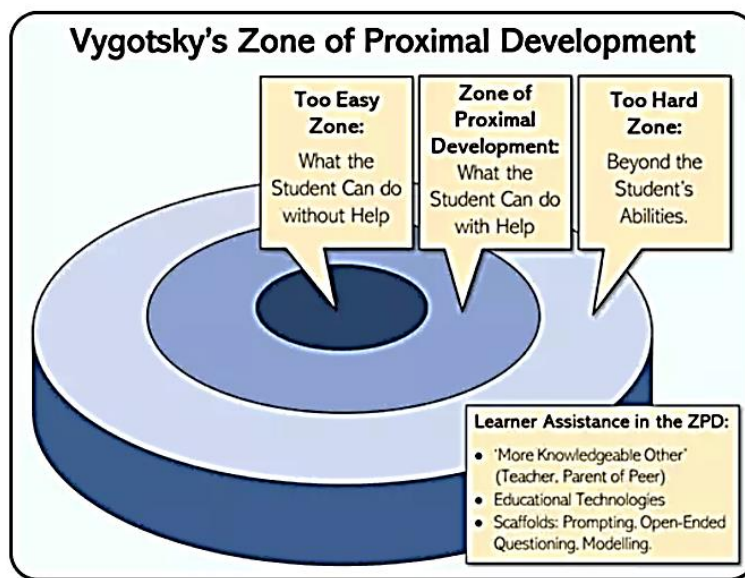 Vygotsky's Zone of Proximal Development
Too Easy
Zone:
What the
Student Can do
without Help
Zone of
Proximal
Development:
What the
Student Can do
with Help
Too Hard
Zone:
Beyond the
Student's
Abilities.
Learner Assistance in the ZPD:
• 'More Knowledgeable Other'
(Teacher, Parent of Peer)
• Educational Technologies
• Scaffolds: Prompting, Open-Ended
Questioning, Modelling.